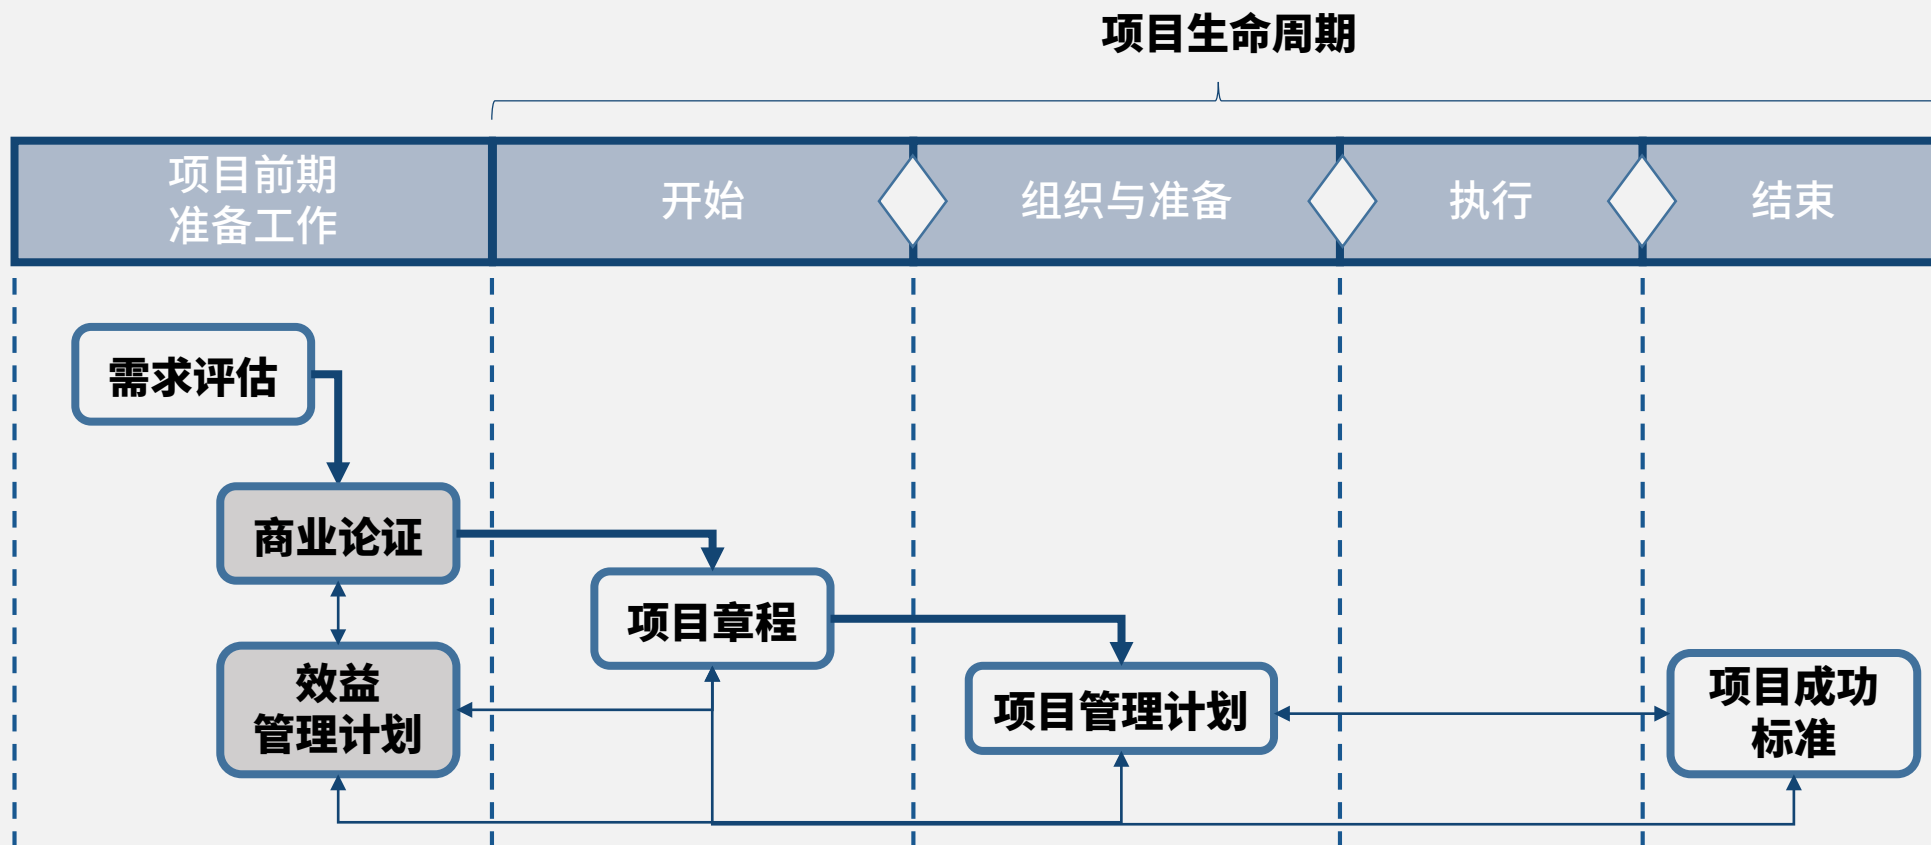 项目生命周期
项目前期
准备工作
开始
组织与准备
执行
结束
需求评估
商业论证
项目章程
效益
管理计划
项目管理计划
项目成功
标准